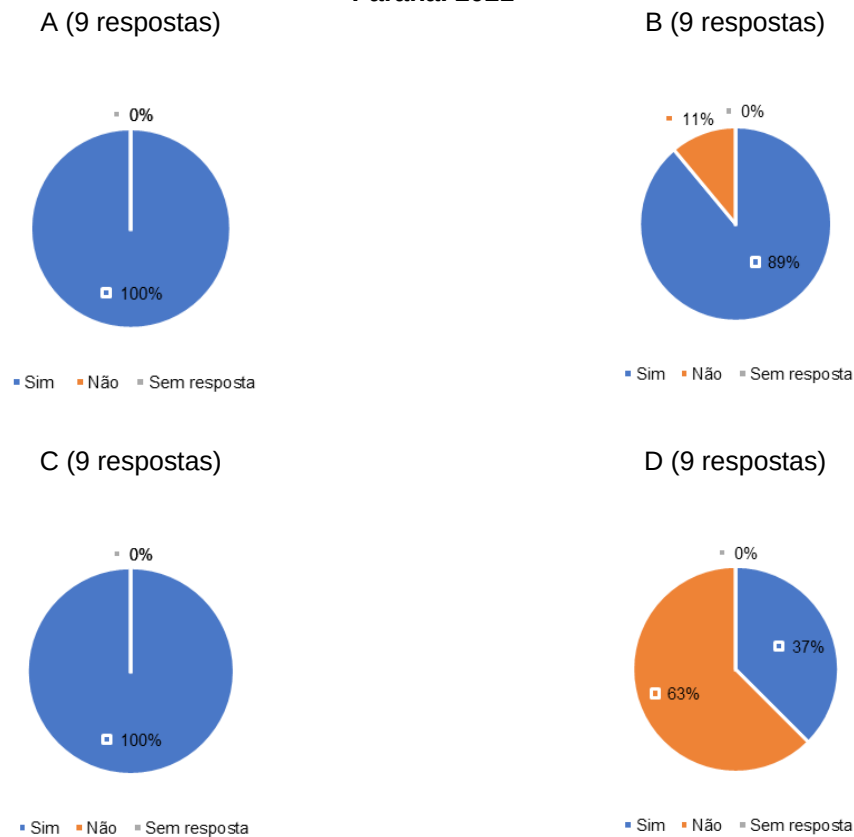 A (9 respostas)
B (9 respostas)
0%
100%
Sim Não Sem resposta
11% 0%
89%
Sim Não Sem resposta
C (9 respostas)
D (9 respostas)
0%
100%
Sim Não Sem resposta
0%
37%
63%
Sim Não Sem resposta